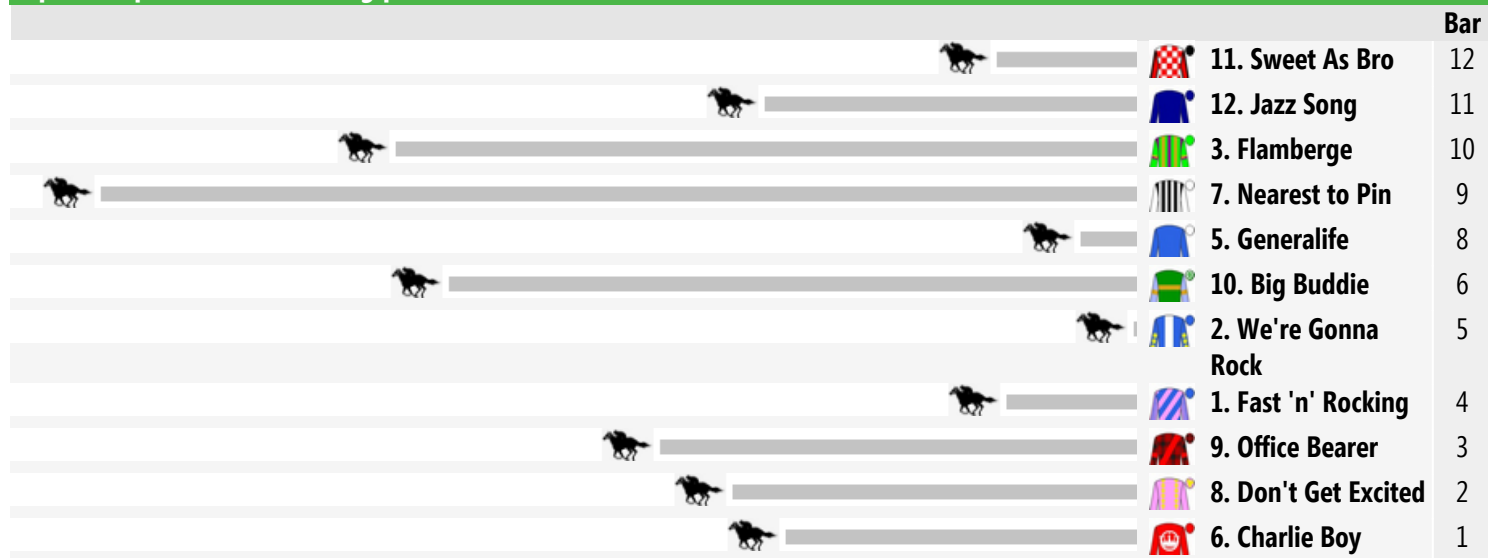 Bar
11. Sweet As Bro 12
12. Jazz Song 11
3. Flamberge 10
7. Nearest to Pin 9
5. Generalife 8
10. Big Buddie 6
2. We're Gonna 5
Rock
1. Fast 'n' Rocking 4
9. Office Bearer 3
8. Don't Get Excited 2
6. Charlie Boy 1